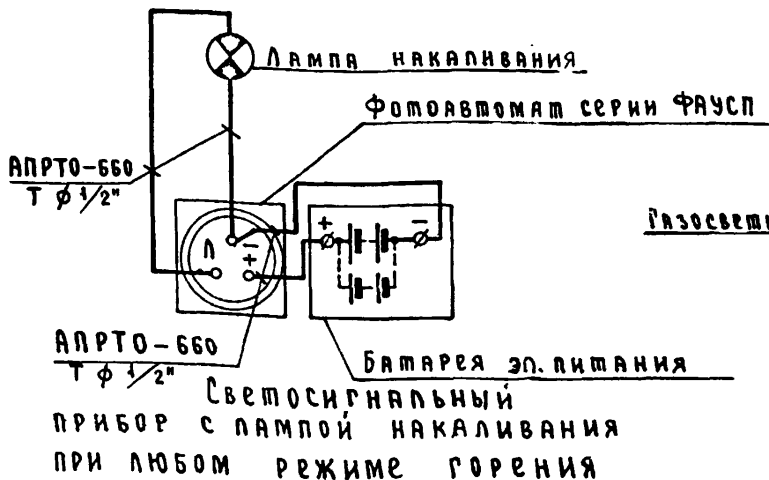 Лампа накаливания
Фотоавтомат серии ФАУСП
АПРТО-660
Т φ 1/2"
Газосвет
Л - +
+ -
АПРТО-660
Т φ 1/2"
Батарея эл. питания
Светосигнальный
прибор с лампой накаливания
при любом режиме горения